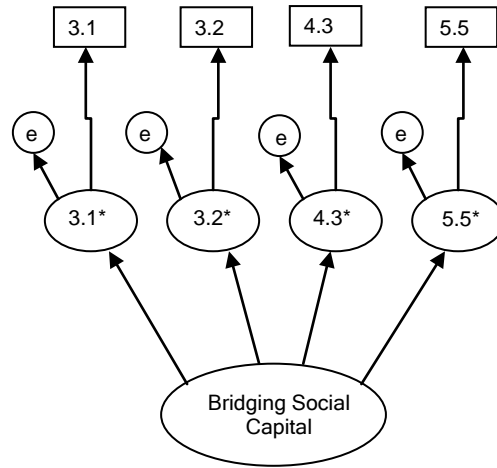 3.1 3.2 4.3 5.5
e e e e
3.1* 3.2* 4.3* 5.5*
Bridging Social
Capital